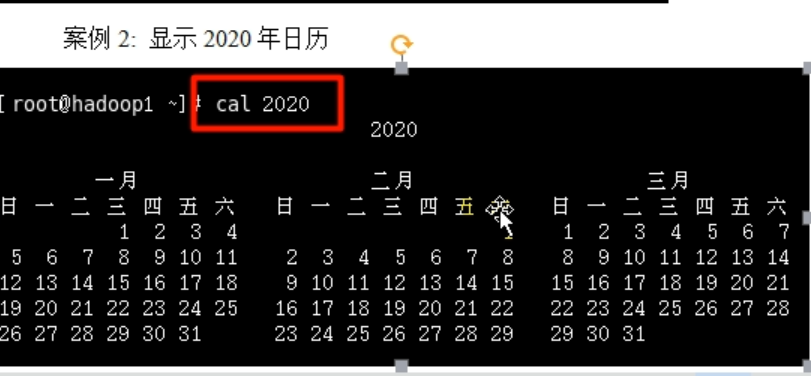 案例 2: 显示 2020 年日历
[ root@hadoop1 ~] # cal 2020
2020
一月 二月 三月
日 一 二 三 四 五 六 日 一 二 三 四 五 日 一 二 三 四 五 六
1 2 3 4 1 1 2 3 4 5 6 7
5 6 7 8 9 10 11 2 3 4 5 6 7 8 8 9 10 11 12 13 14
12 13 14 15 16 17 18 9 10 11 12 13 14 15 15 16 17 18 19 20 21
19 20 21 22 23 24 25 16 17 18 19 20 21 22 22 23 24 25 26 27 28
26 27 28 29 30 31 23 24 25 26 27 28 29 29 30 31